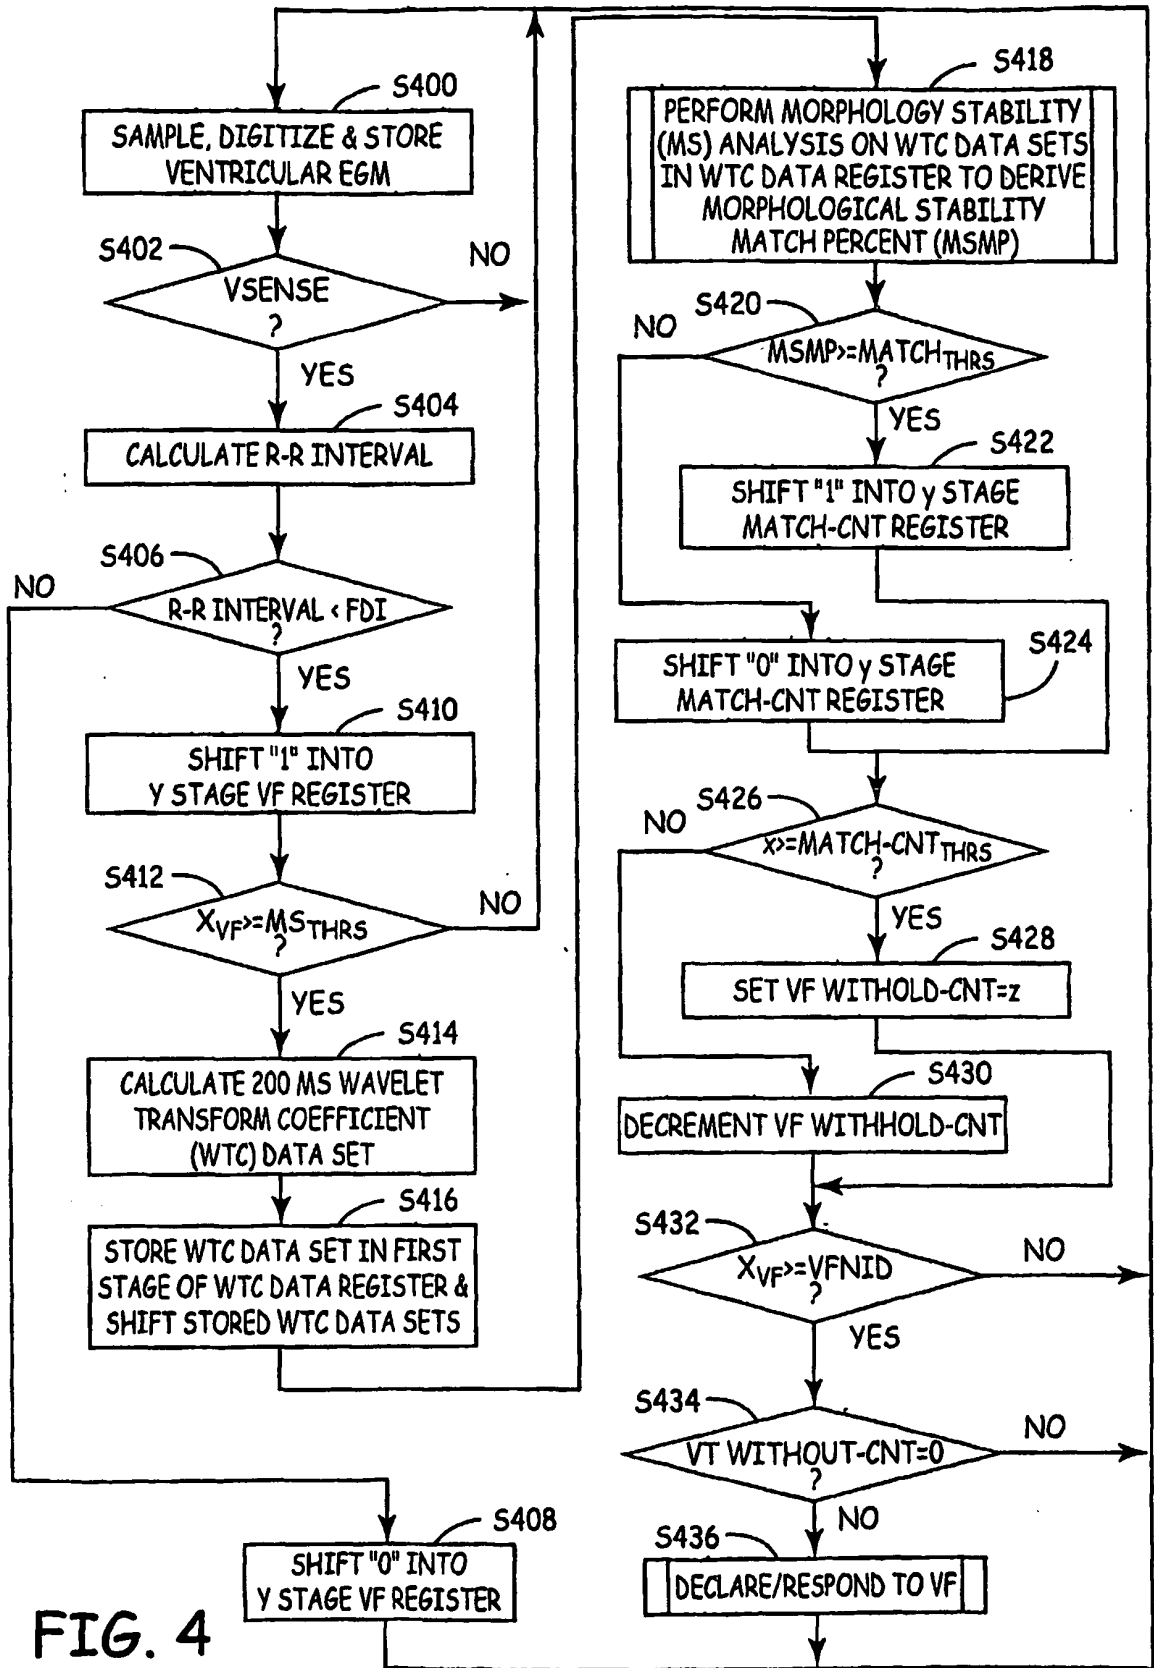 S400
SAMPLE, DIGITIZE & STORE
VENTRICULAR EGM
S402
VSENSE
?
NO
YES
S404
CALCULATE R-R INTERVAL
S406
NO
R-R INTERVAL < FDI
?
YES
S410
SHIFT "1" INTO
Y STAGE VF REGISTER
S412
XVF>=MSTHRS
?
NO
YES
S414
CALCULATE 200 MS WAVELET
TRANSFORM COEFFICIENT
(WTC) DATA SET
S416
STORE WTC DATA SET IN FIRST
STAGE OF WTC DATA REGISTER &
SHIFT STORED WTC DATA SETS
S408
SHIFT "0" INTO
Y STAGE VF REGISTER
S418
PERFORM MORPHOLOGY STABILITY
(MS) ANALYSIS ON WTC DATA SETS
IN WTC DATA REGISTER TO DERIVE
MORPHOLOGICAL STABILITY
MATCH PERCENT (MSMP)
S420
NO
MSMP>=MATCHTHRS
?
YES
S422
SHIFT "1" INTO y STAGE
MATCH-CNT REGISTER
S424
SHIFT "0" INTO y STAGE
MATCH-CNT REGISTER
S426
NO
x>=MATCH-CNTTHRS
?
YES
S428
SET VF WITHOLD-CNT=z
S430
DECREMENT VF WITHHOLD-CNT
S432
XVF>=VFNID
?
NO
YES
S434
VT WITHOUT-CNT=0
?
NO
NO
S436
DECLARE/RESPOND TO VF
FIG. 4